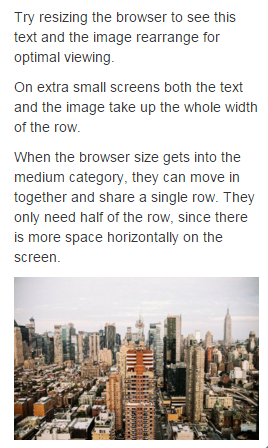 Try resizing the browser to see this
text and the image rearrange for
optimal viewing.
On extra small screens both the text
and the image take up the whole width
of the row.
When the browser size gets into the
medium category, they can move in
together and share a single row. They
only need half of the row, since there
is more space horizontally on the
screen.